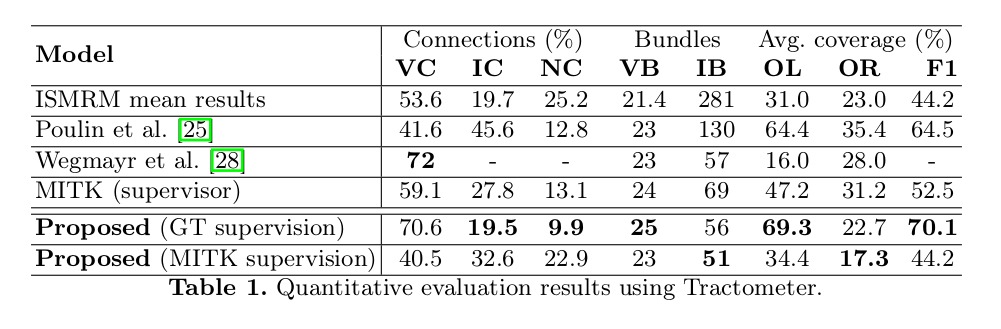 Model Connections (%) Bundles Avg. coverage (%)
VC IC NC VB IB OL OR F1
ISMRM mean results 53.6 19.7 25.2 21.4 281 31.0 23.0 44.2
Poulin et al. [25] 41.6 45.6 12.8 23 130 64.4 35.4 64.5
Wegmayr et al. [28] 72 - - 23 57 16.0 28.0 -
MITK (supervisor) 59.1 27.8 13.1 24 69 47.2 31.2 52.5
Proposed (GT supervision) 70.6 19.5 9.9 25 56 69.3 22.7 70.1
Proposed (MITK supervision) 40.5 32.6 22.9 23 51 34.4 17.3 44.2
Table 1. Quantitative evaluation results using Tractometer.